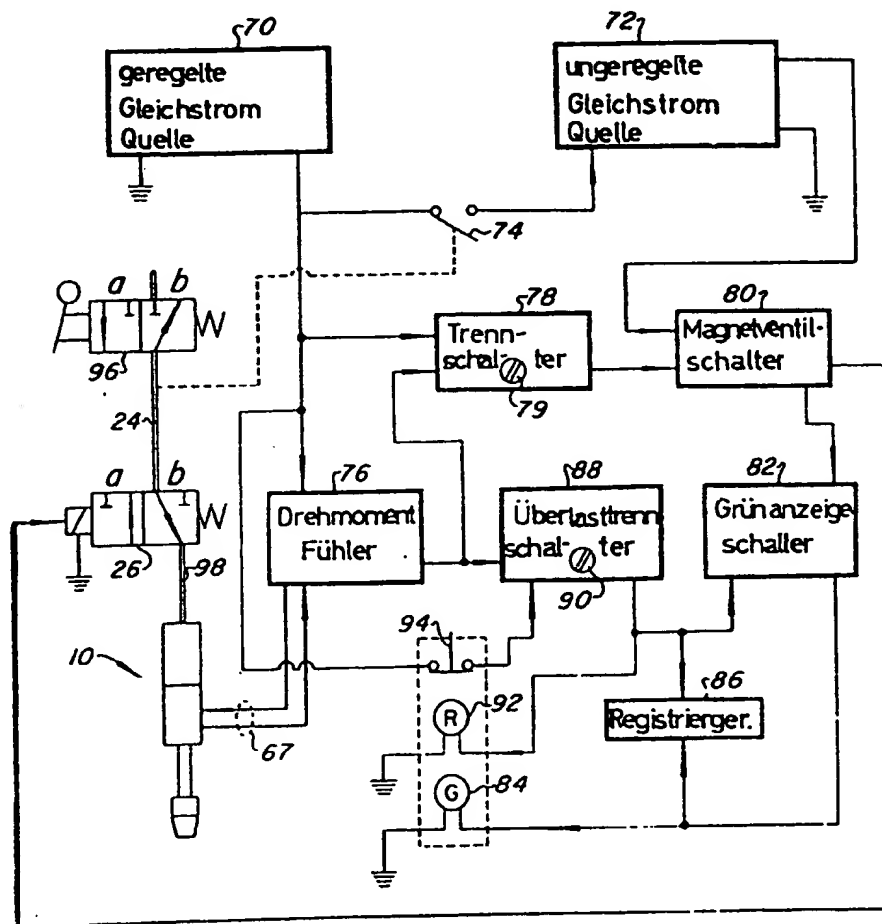 70
geregelte
Gleichstrom
Quelle
72
ungeregelte
Gleichstrom
Quelle
74
a b
96
24
78
Trenn-
schal- ter
79
80
Magnetventil-
schalter
a b
26
98
76
Drehmoment
Fühler
88
Überlasttrenn
schal- ter
90
82
Grünanzeige
schalter
10
67
94
R 92
G 84
86
Registrierger.